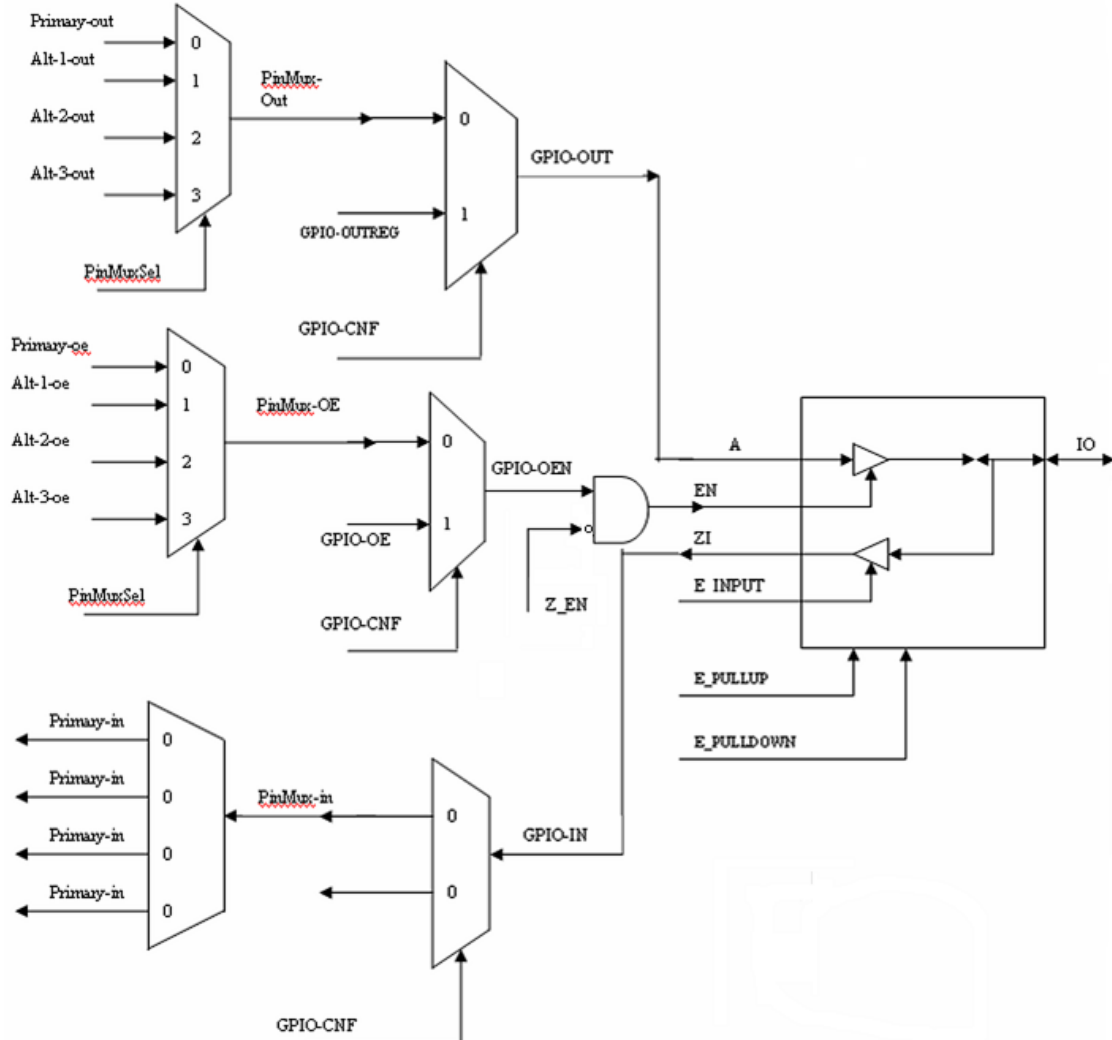 Primary-out
0
Alt-1-out
1
PinMux-
Out
Alt-2-out
2
0
Alt-3-out
3
GPIO-OUT
1
GPIO-OUTREG
PinMuxSel
GPIO-CNF
Primary-oe
0
Alt-1-oe
1
PinMux-OE
Alt-2-oe
2
0
GPIO-OEN
A
IO
Alt-3-oe
3
1
EN
GPIO-OE
ZI
PinMuxSel
E_INPUT
Z_EN
GPIO-CNF
E_PULLUP
E_PULLDOWN
Primary-in
0
Primary-in
0
PinMux-in
0
GPIO-IN
Primary-in
0
Primary-in
0
0
GPIO-CNF